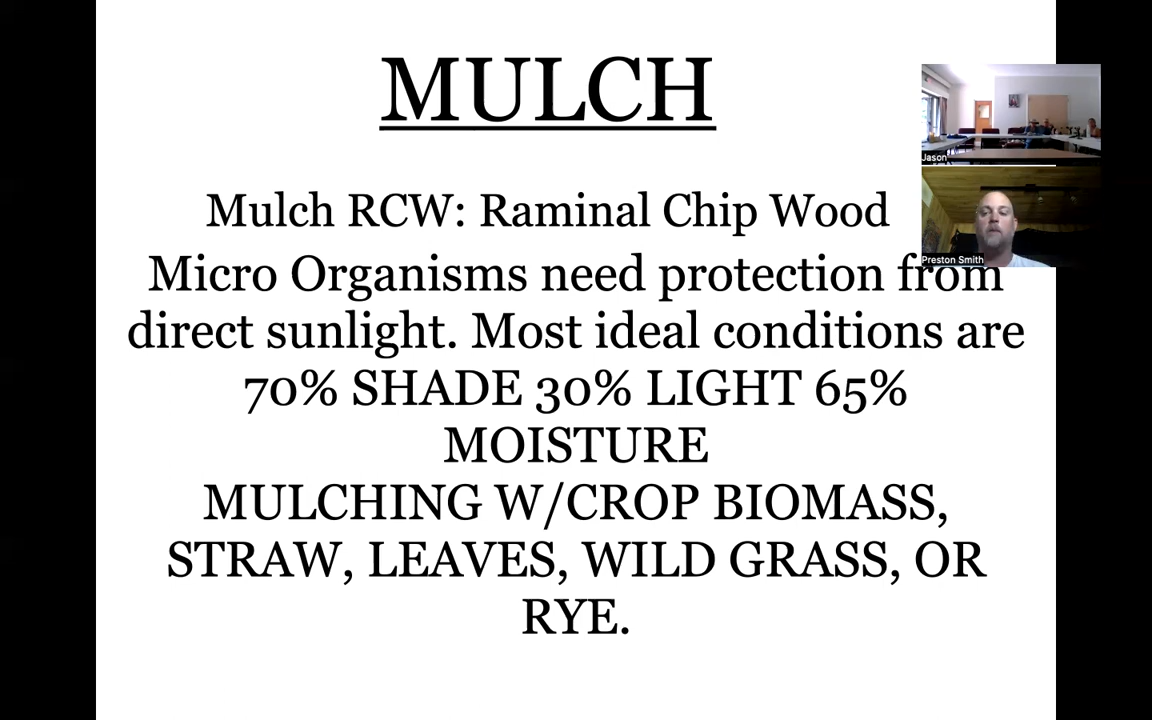 MULCH
Mulch RCW: Raminal Chip Wood
Micro Organisms need protection from
direct sunlight. Most ideal conditions are
70% SHADE 30% LIGHT 65%
MOISTURE
MULCHING W/CROP BIOMASS,
STRAW, LEAVES, WILD GRASS, OR
RYE.
Jason
Preston Smith